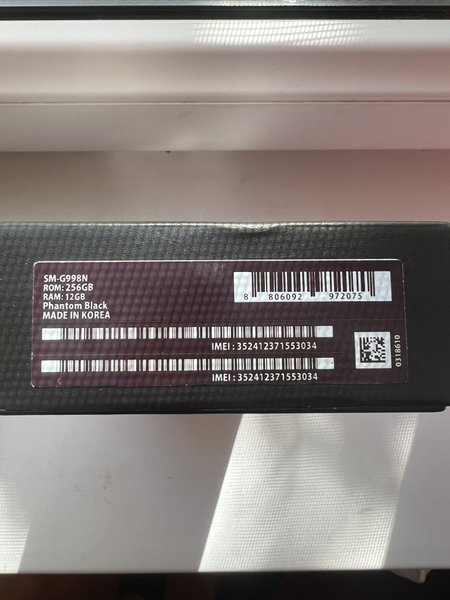 SM-G998N
ROM: 256GB
RAM: 12GB
Phantom Black
MADE IN KOREA
8 806092 972075
IMEI : 352412371553034
IMEI : 352412371553034
0318610